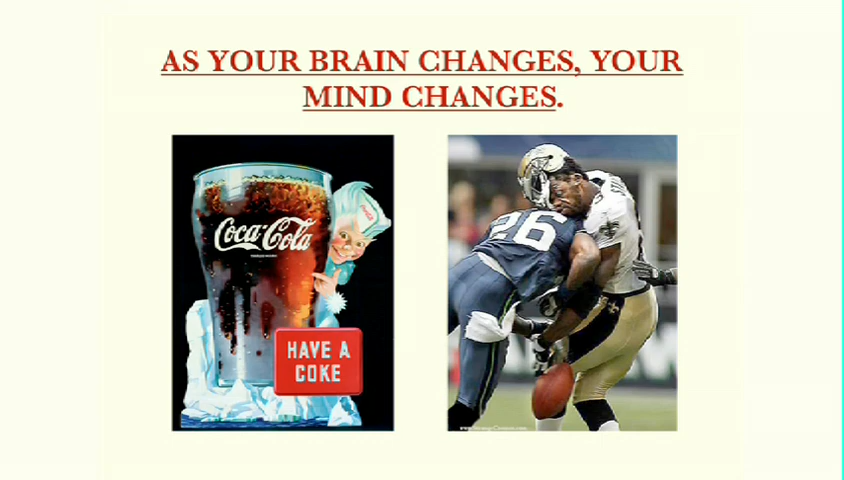 AS YOUR BRAIN CHANGES, YOUR
MIND CHANGES.
Coca-Cola
HAVE A
COKE
26